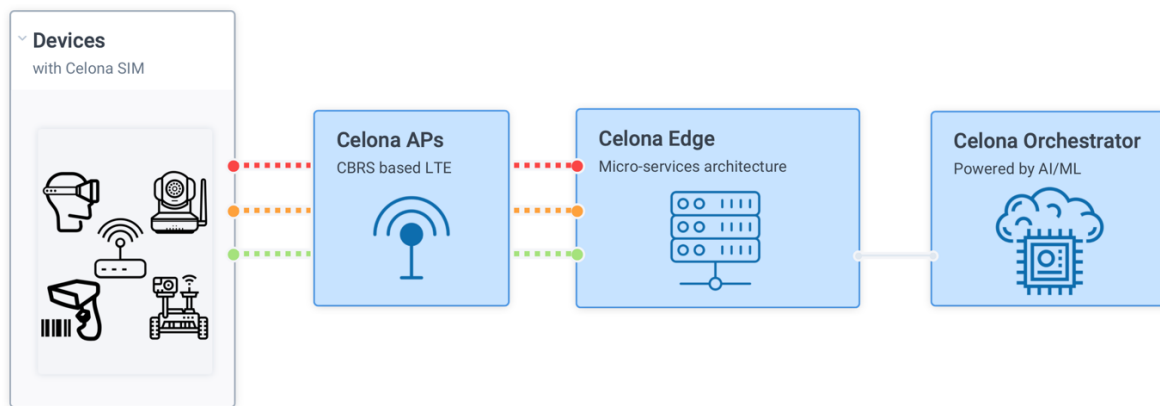 Devices
with Celona SIM
Celona APs
CBRS based LTE
Celona Edge
Micro-services architecture
Celona Orchestrator
Powered by AI/ML